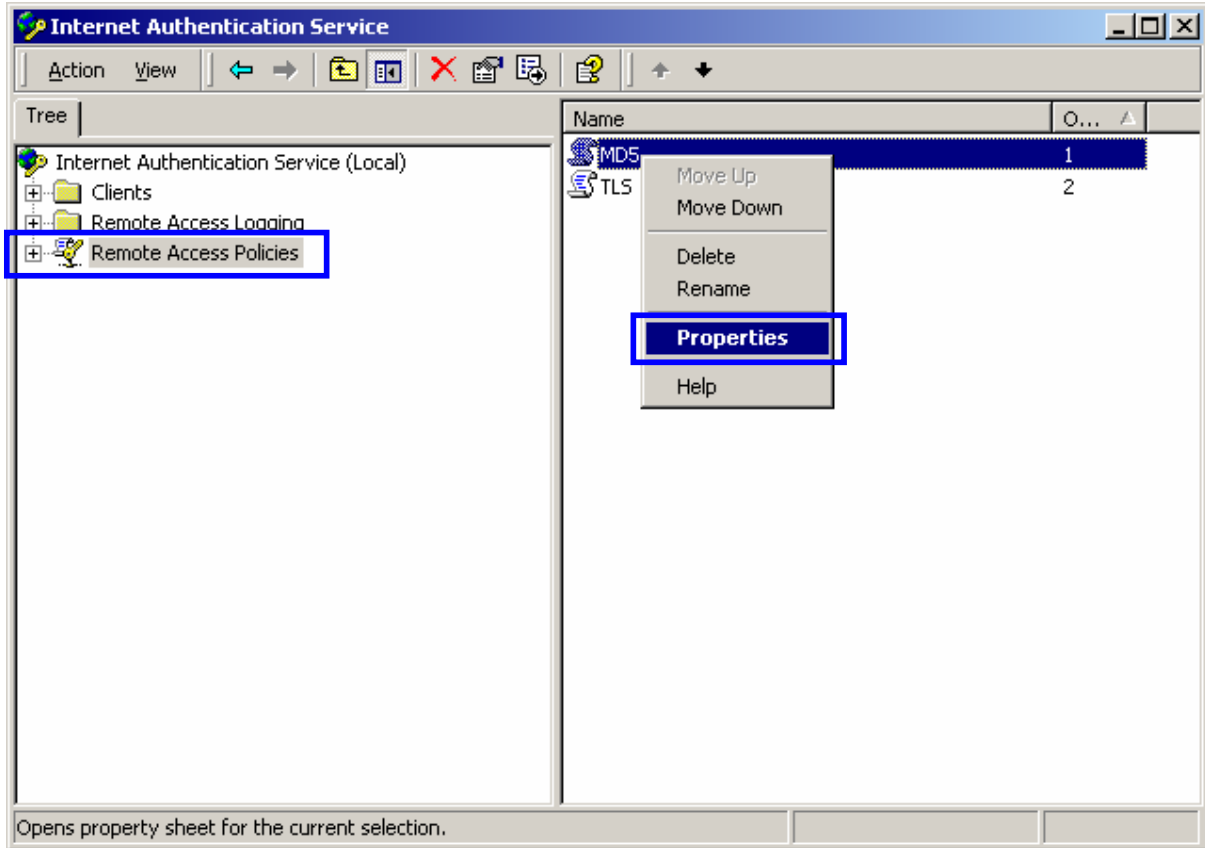 Internet Authentication Service
Action View
Tree
Name O...
Internet Authentication Service (Local)
Clients
Remote Access Logging
Remote Access Policies
MD5 1
TLS 2
Move Up
Move Down
Delete
Rename
Properties
Help
Opens property sheet for the current selection.